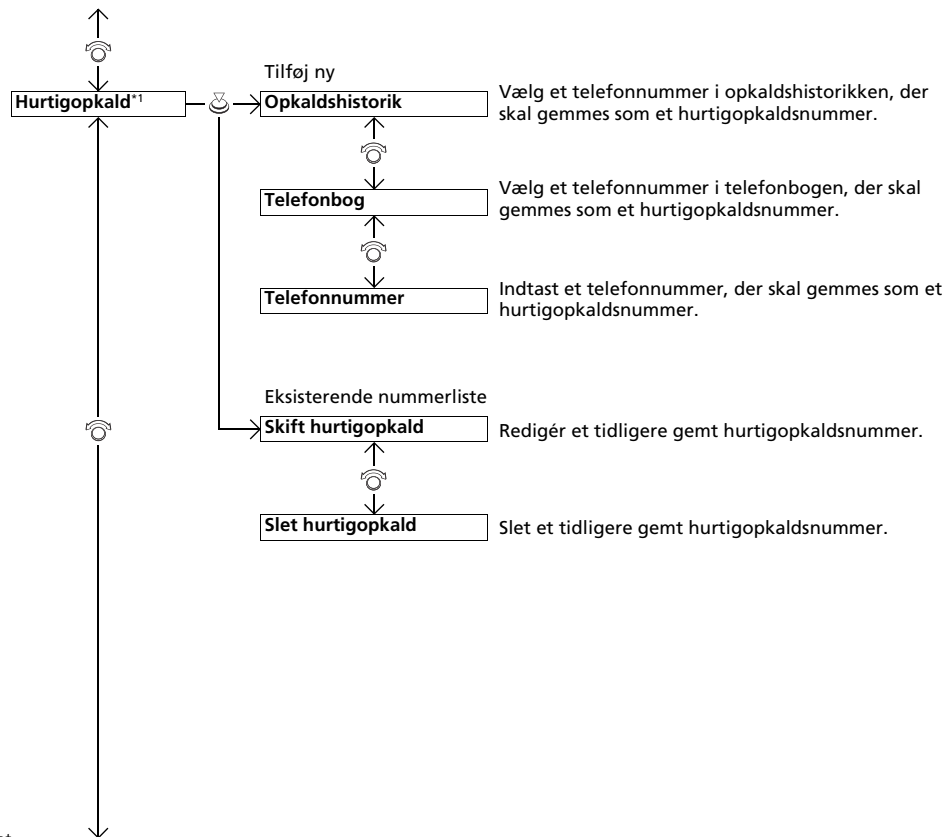 Tilføj ny
Hurtigopkald*1
Opkaldshistorik
Vælg et telefonnummer i opkaldshistorikken, der
skal gemmes som et hurtigopkaldsnummer.
Telefonbog
Vælg et telefonnummer i telefonbogen, der skal
gemmes som et hurtigopkaldsnummer.
Telefonnummer
Indtast et telefonnummer, der skal gemmes som et
hurtigopkaldsnummer.
Eksisterende nummerliste
Skift hurtigopkald
Redigér et tidligere gemt hurtigopkaldsnummer.
Slet hurtigopkald
Slet et tidligere gemt hurtigopkaldsnummer.